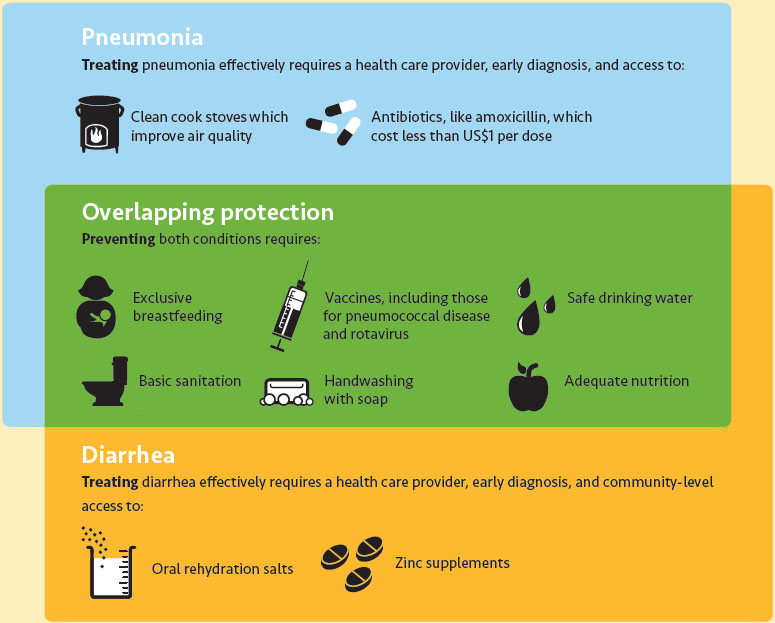 Pneumonia
Treating pneumonia effectively requires a health care provider, early diagnosis, and access to:
Clean cook stoves which
improve air quality
Antibiotics, like amoxicillin, which
cost less than US$1 per dose
Overlapping protection
Preventing both conditions requires:
Exclusive
breastfeeding
Vaccines, including those
for pneumococcal disease
and rotavirus
Safe drinking water
Basic sanitation
Handwashing
with soap
Adequate nutrition
Diarrhea
Treating diarrhea effectively requires a health care provider, early diagnosis, and community-level
access to:
Oral rehydration salts
Zinc supplements